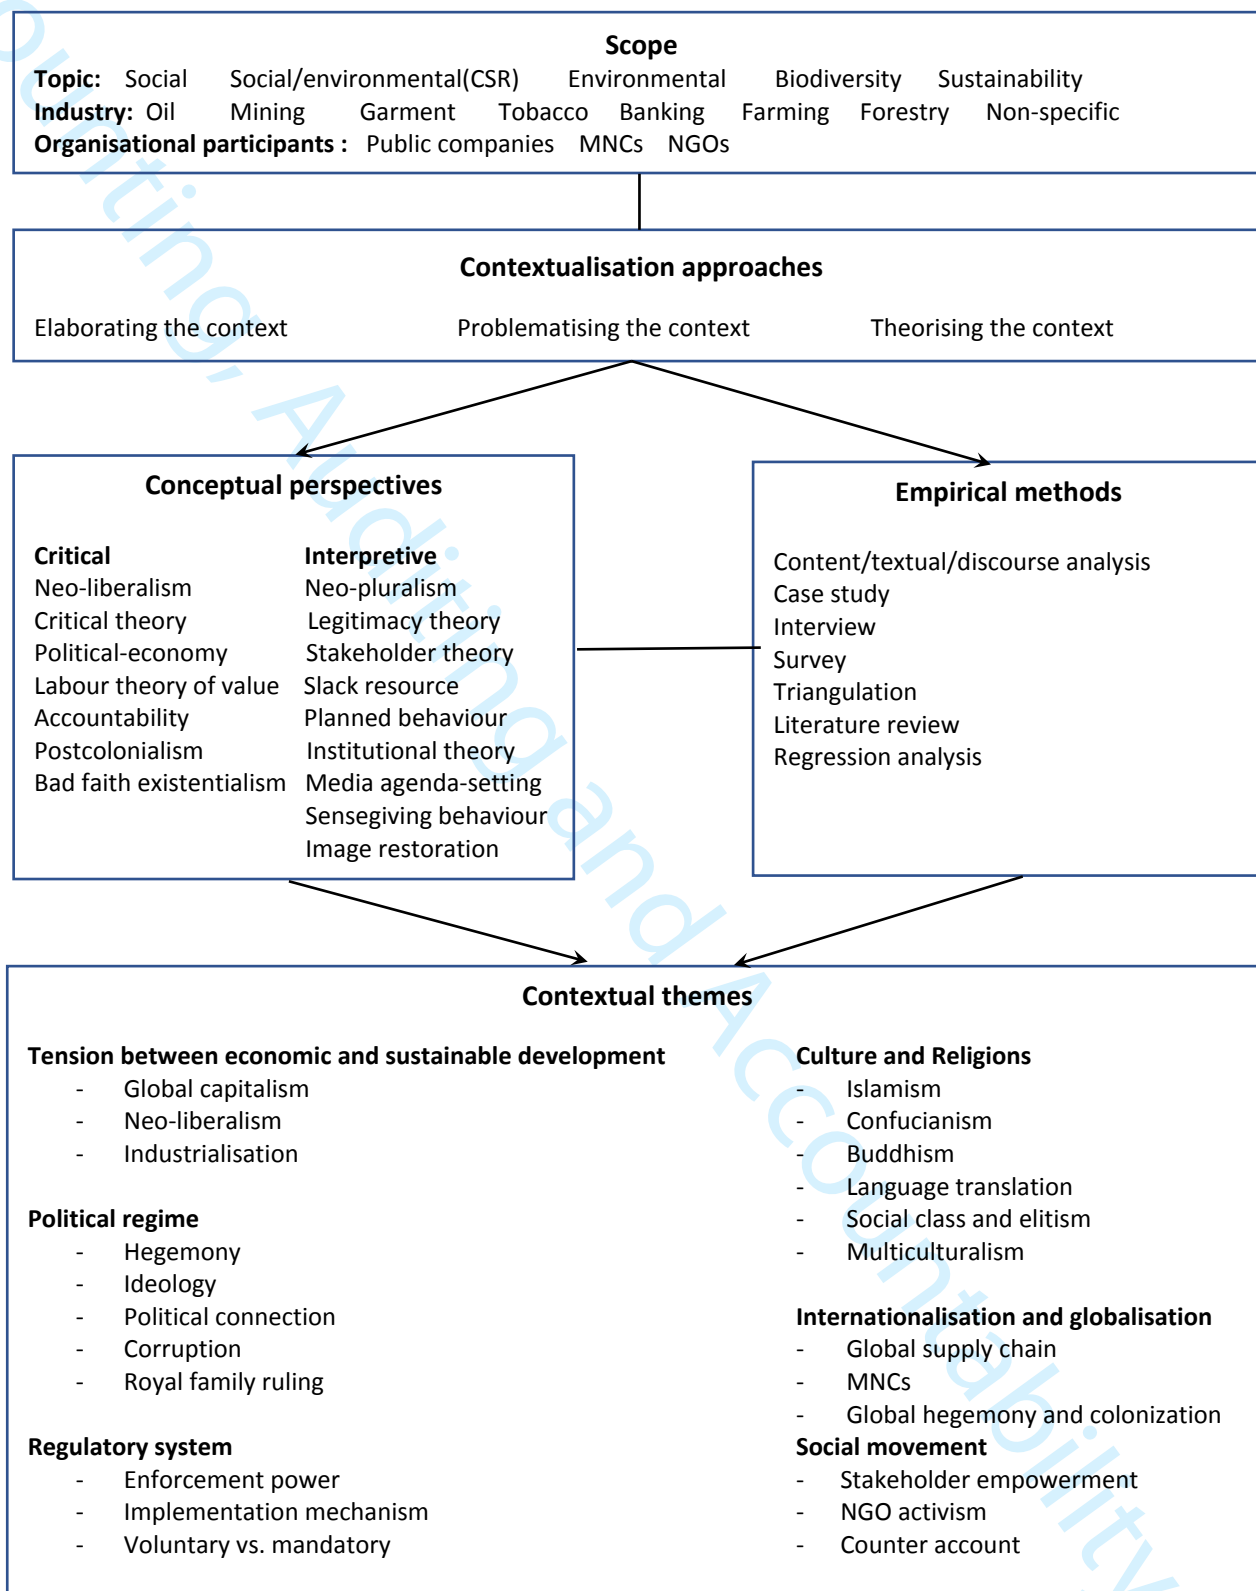 Scope
Topic: Social Social/environmental(CSR) Environmental Biodiversity Sustainability
Industry: Oil Mining Garment Tobacco Banking Farming Forestry Non-specific
Organisational participants : Public companies MNCs NGOs
Contextualisation approaches
Elaborating the context Problematising the context Theorising the context
Conceptual perspectives
Critical Interpretive
Neo-liberalism Neo-pluralism
Critical theory Legitimacy theory
Political-economy Stakeholder theory
Labour theory of value Slack resource
Accountability Planned behaviour
Postcolonialism Institutional theory
Bad faith existentialism Media agenda-setting
Sensegiving behaviour
Image restoration
Empirical methods
Content/textual/discourse analysis
Case study
Interview
Survey
Triangulation
Literature review
Regression analysis
Contextual themes
Tension between economic and sustainable development
- Global capitalism
- Neo-liberalism
- Industrialisation
Political regime
- Hegemony
- Ideology
- Political connection
- Corruption
- Royal family ruling
Regulatory system
- Enforcement power
- Implementation mechanism
- Voluntary vs. mandatory
Culture and Religions
- Islamism
- Confucianism
- Buddhism
- Language translation
- Social class and elitism
- Multiculturalism
Internationalisation and globalisation
- Global supply chain
- MNCs
- Global hegemony and colonization
Social movement
- Stakeholder empowerment
- NGO activism
- Counter account
ounting, Auditing and Accountability